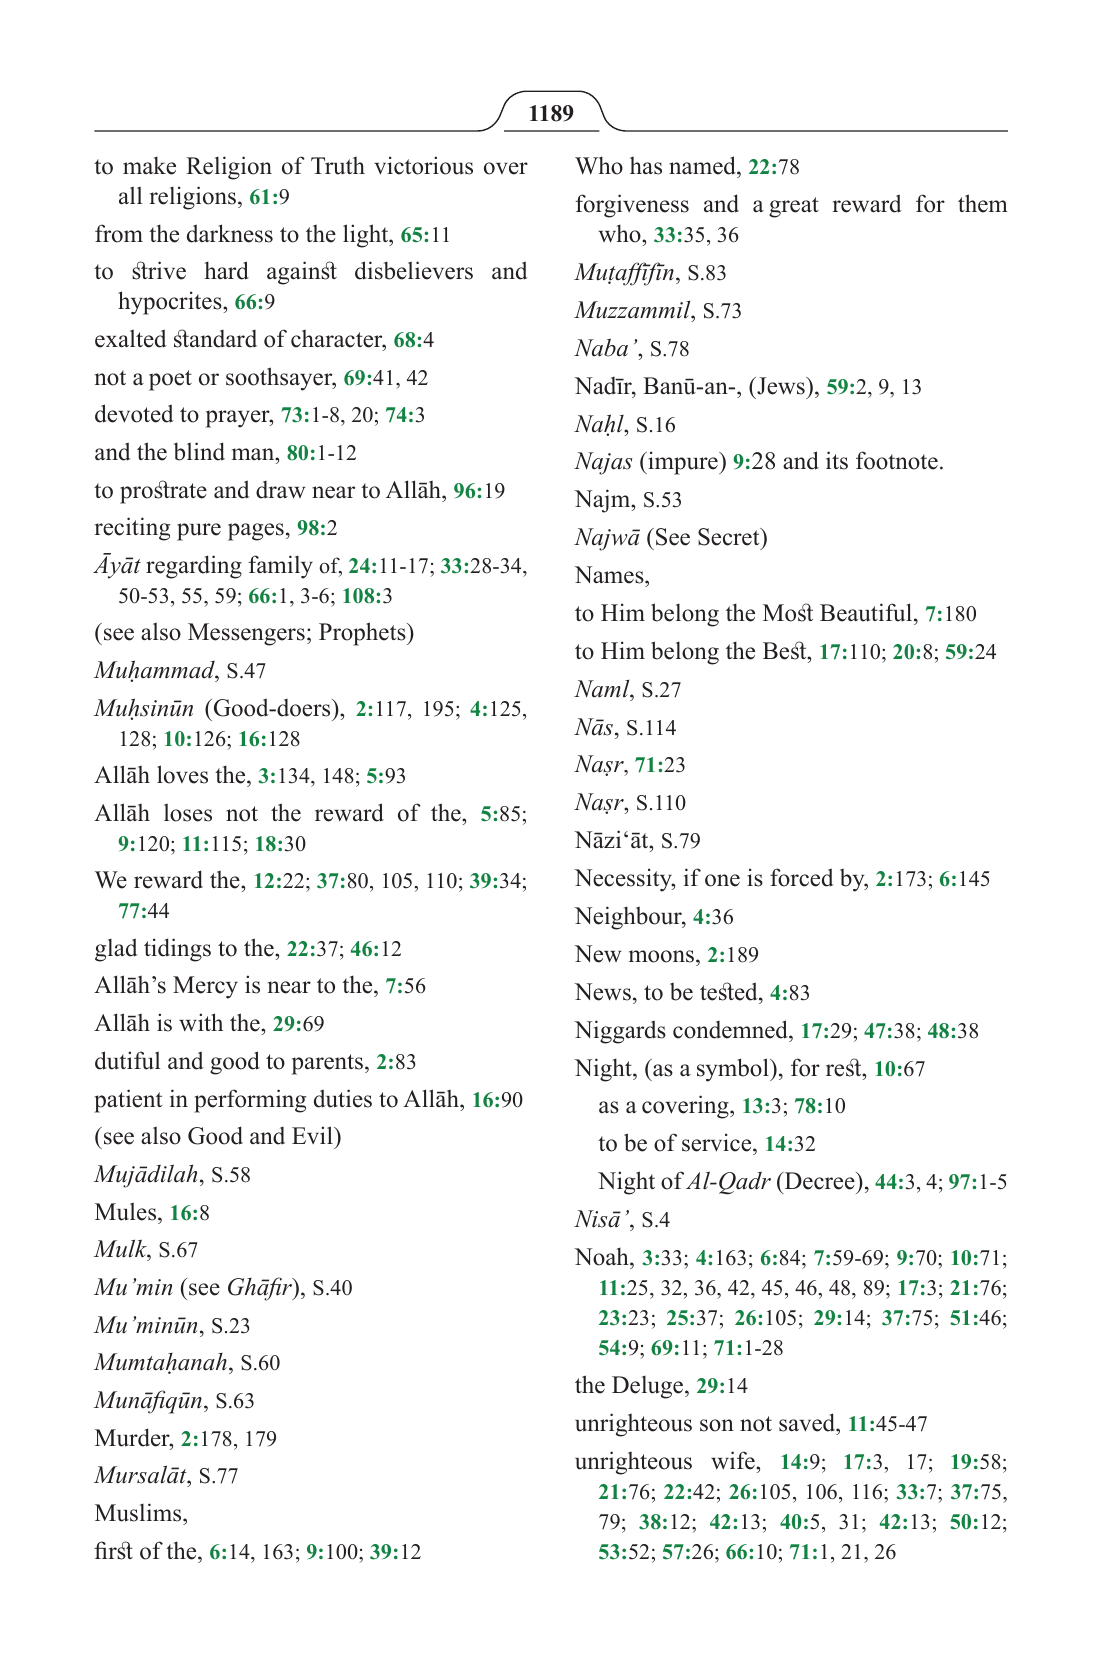 1189
to make Religion of Truth victorious over
all religions, 61:9
from the darkness to the light, 65:11
to strive hard against disbelievers and
hypocrites, 66:9
exalted standard of character, 68:4
not a poet or soothsayer, 69:41, 42
devoted to prayer, 73:1-8, 20; 74:3
and the blind man, 80:1-12
to prostrate and draw near to Allāh, 96:19
reciting pure pages, 98:2
Āyāt regarding family of, 24:11-17; 33:28-34,
50-53, 55, 59; 66:1, 3-6; 108:3
(see also Messengers; Prophets)
Muḥammad, S.47
Muḥsinūn (Good-doers), 2:117, 195; 4:125,
128; 10:126; 16:128
Allāh loves the, 3:134, 148; 5:93
Allāh loses not the reward of the, 5:85;
9:120; 11:115; 18:30
We reward the, 12:22; 37:80, 105, 110; 39:34;
77:44
glad tidings to the, 22:37; 46:12
Allāh’s Mercy is near to the, 7:56
Allāh is with the, 29:69
dutiful and good to parents, 2:83
patient in performing duties to Allāh, 16:90
(see also Good and Evil)
Mujādilah, S.58
Mules, 16:8
Mulk, S.67
Mu’min (see Ghāfir), S.40
Mu’minūn, S.23
Mumtaḥanah, S.60
Munāfiqūn, S.63
Murder, 2:178, 179
Mursalāt, S.77
Muslims,
first of the, 6:14, 163; 9:100; 39:12
Who has named, 22:78
forgiveness and a great reward for them
who, 33:35, 36
Muṭaffifīn, S.83
Muzzammil, S.73
Naba’, S.78
Nadīr, Banū-an-, (Jews), 59:2, 9, 13
Naḥl, S.16
Najas (impure) 9:28 and its footnote.
Najm, S.53
Najwā (See Secret)
Names,
to Him belong the Most Beautiful, 7:180
to Him belong the Best, 17:110; 20:8; 59:24
Naml, S.27
Nās, S.114
Naṣr, 71:23
Naṣr, S.110
Nāzi‘āt, S.79
Necessity, if one is forced by, 2:173; 6:145
Neighbour, 4:36
New moons, 2:189
News, to be tested, 4:83
Niggards condemned, 17:29; 47:38; 48:38
Night, (as a symbol), for rest, 10:67
as a covering, 13:3; 78:10
to be of service, 14:32
Night of Al-Qadr (Decree), 44:3, 4; 97:1-5
Nisā’, S.4
Noah, 3:33; 4:163; 6:84; 7:59-69; 9:70; 10:71;
11:25, 32, 36, 42, 45, 46, 48, 89; 17:3; 21:76;
23:23; 25:37; 26:105; 29:14; 37:75; 51:46;
54:9; 69:11; 71:1-28
the Deluge, 29:14
unrighteous son not saved, 11:45-47
unrighteous wife, 14:9; 17:3, 17; 19:58;
21:76; 22:42; 26:105, 106, 116; 33:7; 37:75,
79; 38:12; 42:13; 40:5, 31; 42:13; 50:12;
53:52; 57:26; 66:10; 71:1, 21, 26